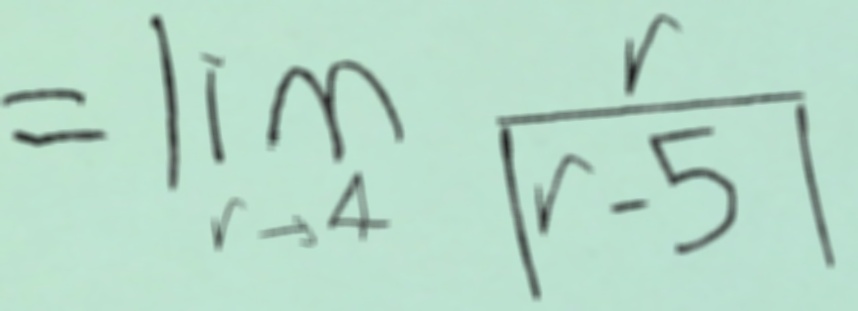 = lim r→4 r / |r - 5|